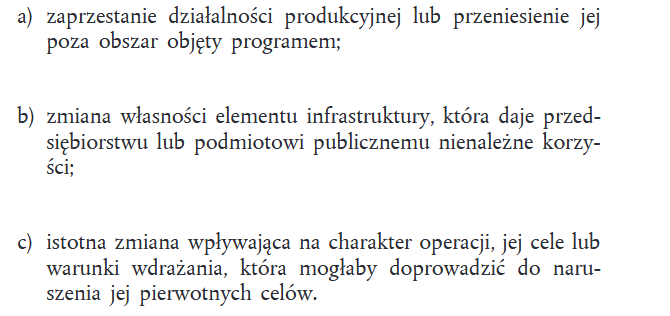 a) zaprzestanie działalności produkcyjnej lub przeniesienie jej
poza obszar objęty programem;
b) zmiana własności elementu infrastruktury, która daje przed-
siębiorstwu lub podmiotowi publicznemu nienależne korzy-
ści;
c) istotna zmiana wpływająca na charakter operacji, jej cele lub
warunki wdrażania, która mogłaby doprowadzić do naru-
szenia jej pierwotnych celów.